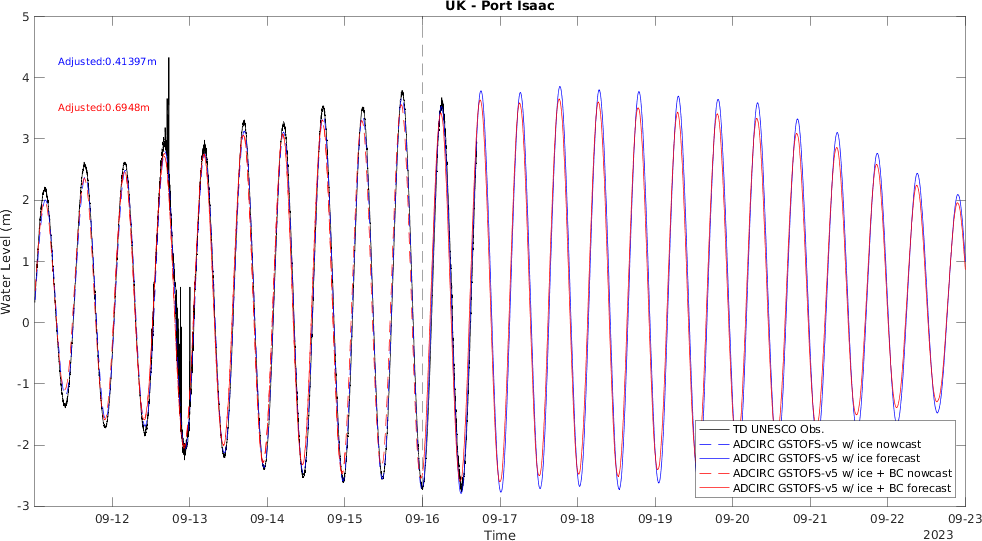 UK - Port Isaac
5
4
3
2
1
0
-1
-2
-3
Water Level (m)
Adjusted:0.41397m
Adjusted:0.6948m
TD UNESCO Obs.
ADCIRC GSTOFS-v5 w/ ice nowcast
ADCIRC GSTOFS-v5 w/ ice forecast
ADCIRC GSTOFS-v5 w/ ice + BC nowcast
ADCIRC GSTOFS-v5 w/ ice + BC forecast
09-12 09-13 09-14 09-15 09-16 09-17 09-18 09-19 09-20 09-21 09-22 09-23
Time
2023